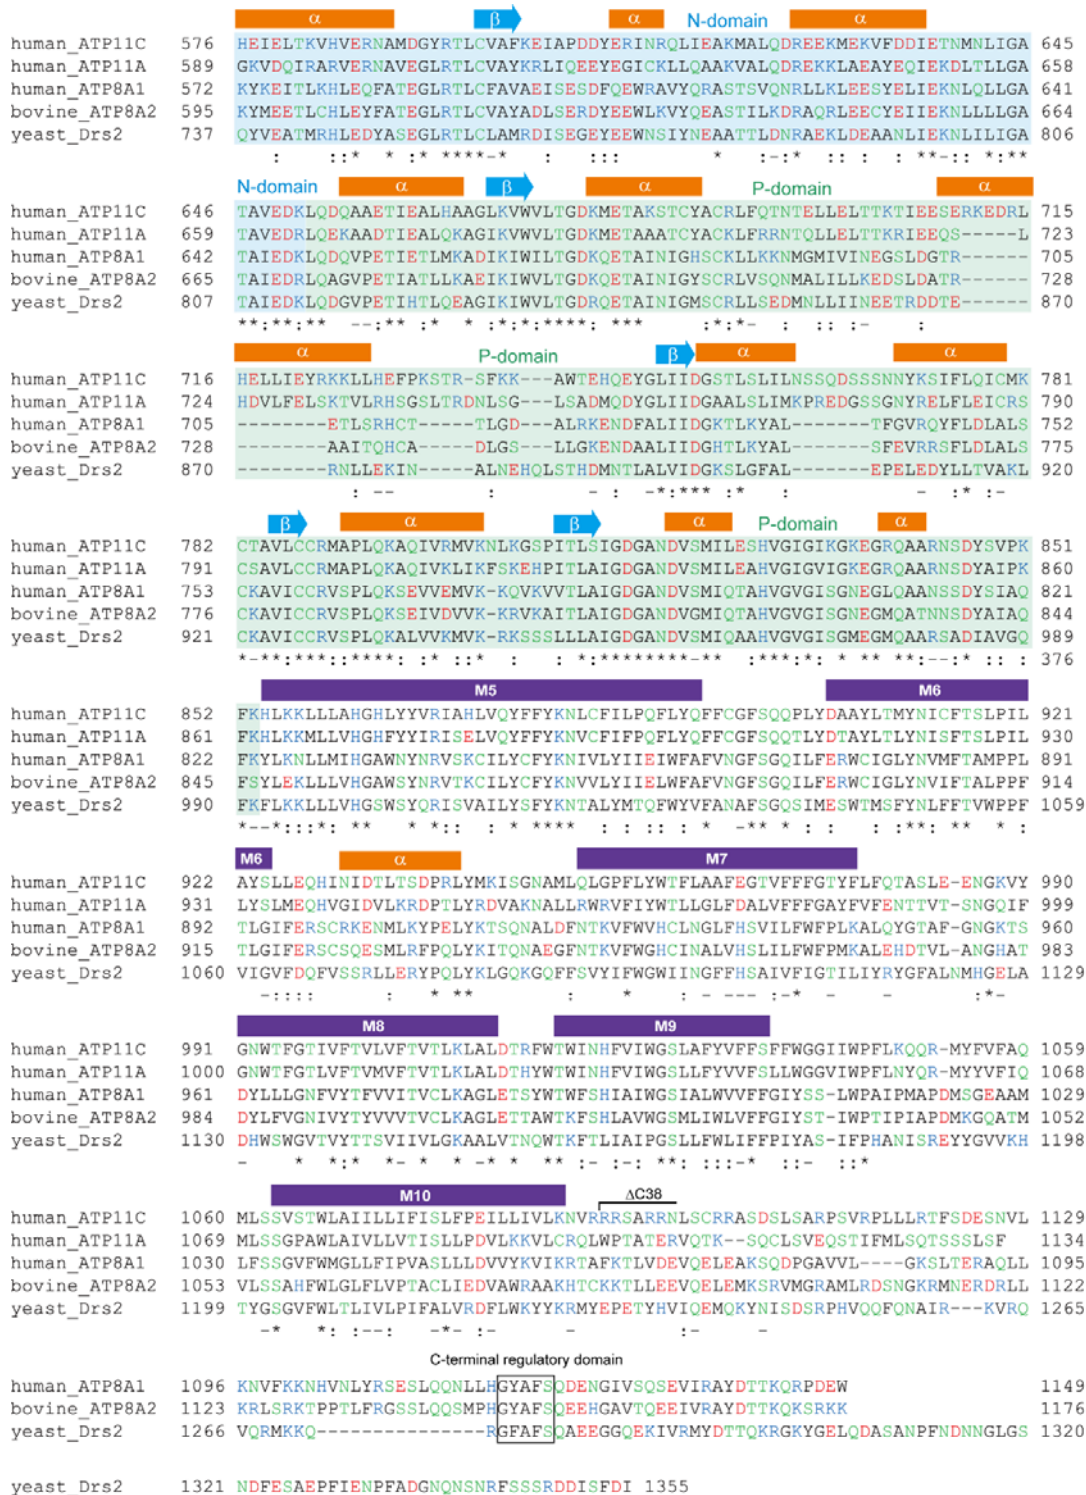 α β α N-domain α
human_ATP11C 576 HEIELTKVHVERNAMDGYRTLCVAFKEIAPDDYERINRQLIEAKMALQDREEKMEKVFDDIETNMNLIGA 645
human_ATP11A 589 GKVDQIRARVERNAVEGLRTLCVAYKRLIQEEYEGICKLLQAAKVALQDREKKLAEAYEQIEKDLTLLGA 658
human_ATP8A1 572 KYKEITLKHLEQFATEGLRTLCFAVAEISESDFQEWRAVYQRASTSVQNRLLKLEESYELIEKNLQLLGA 641
bovine_ATP8A2 595 KYMEETLCHLEYFATEGLRTLCVAYADLSERDYEEWLKVYQEASTILKDRAQRLEECYEIIEKNLLLLGA 664
yeast_Drs2 737 QYVEATMRHLEDYASEGLRTLCLAMRDISEGEYEEWNSIYNEAATTLDNRAEKLDEAANLIEKNLILIGA 806
: ::* :* ****-* : ::: * :-: * : : : **-:: *:**
N-domain α β α P-domain α
human_ATP11C 646 TAVEDKLQDQAAETIEALHAAGLKVWVLTGDKMETAKSTCYACRLFQTNTELLELTTKTIEESERKEDRL 715
human_ATP11A 659 TAVEDRLQEKAADTIEALQKAGIKVWVLTGDKMETAAATCYACKLFRRNTQLLELTTKRIEEQS-----L 723
human_ATP8A1 642 TAIEDKLQDQVPETIETLMKADIKIWILTGDKQETAINIGHSCKLLKKNMGMIVINEGSLDGTR------ 705
bovine_ATP8A2 665 TAIEDRLQAGVPETIATLLKAEIKIWVLTGDKQETAINIGYSCRLVSQNMALILLKEDSLDATR------ 728
yeast_Drs2 807 TAIEDKLQDGVPETIHTLQEAGIKIWVLTGDRQETAINIGMSCRLLSEDMNLLIINEETRDDTE------ 870
**:**:** --:** :* * :*:*:****: *** :*:*- : :: - :
α P-domain β α α
human_ATP11C 716 HELLIEYRKKLLHEFPKSTR-SFKK---AWTEHQEYGLIIDGSTLSLILNSSQDSSSNNYKSIFLQICMK 781
human_ATP11A 724 HDVLFELSKTVLRHSGSLTRDNLSG---LSADMQDYGLIIDGAALSLIMKPREDGSSGNYRELFLEICRS 790
human_ATP8A1 705 --------ETLSRHCT-----TLGD---ALRKENDFALIIDGKTLKYAL-----TFGVRQYFLDLALS 752
bovine_ATP8A2 728 --------AAITQHCA-----DLGS---LLGKENDAALIIDGHTLKYAL-----SFEVRRSFLDLALS 775
yeast_Drs2 870 --------RNLLEKIN-----ALNEHQLSTHDMNTLALVIDGKSLGFAL-----EPELEDYLLTVAKL 920
: -- : - : -*:*** :* : - :* :-
β α β α P-domain α
human_ATP11C 782 CTAVLCCRMAPLQKAQIVRMVKNLKGSPITLSIGDGANDVSMILESHVGIGIKGKEGRQAARNSDYSVPK 851
human_ATP11A 791 CSAVLCCRMAPLQKAQIVKLIKFSKEHPITLAIGDGANDVSMILEAHVGIGVIGKEGRQAARNSDYAIPK 860
human_ATP8A1 753 CKAVICCRVSPLQKSEVVEMVK-KQVKVVTLAIGDGANDVSMIQTAHVGVGISGNEGLQAANSSDYSIAQ 821
bovine_ATP8A2 776 CKAVICCRVSPLQKSEIVDVVK-KRVKAITLAIGDGANDVGMIQTAHVGVGISGNEGMQATNNSDYAIAQ 844
yeast_Drs2 921 CKAVICCRVSPLQKALVVKMVK-RKSSSLLLAIGDGANDVSMIQAAHVGVGISGMEGMQAARSADIAVGQ 989
*-**:***::****: :* ::* : : *:********-** :***:*: * ** **:--:* :: : 376
M5 M6
human_ATP11C 852 FKHLKKLLLAHGHLYYVRIAHLVQYFFYKNLCFILPQFLYQFFCGFSQQPLYDAAYLTMYNICFTSLPIL 921
human_ATP11A 861 FKHLKKMLLVHGHFYYIRISELVQYFFYKNVCFIFPQFLYQFFCGFSQQTLYDTAYLTLYNISFTSLPIL 930
human_ATP8A1 822 FKYLKNLLMIHGAWNYNRVSKCILYCFYKNIVLYIIEIWFAFVNGFSGQILFERWCIGLYNVMFTAMPPL 891
bovine_ATP8A2 845 FSYLEKLLLVHGAWSYNRVTKCILYCFYKNVVLYIIELWFAFVNGFSGQILFERWCIGLYNVIFTALPPF 914
yeast_Drs2 990 FKFLKKLLLVHGSWSYQRISVAILYSFYKNTALYMTQFWYVFANAFSGQSIMESWTMSFYNLFFTVWPPF 1059
*--*:::*: ** * *:: : * **** : : :: : * -** * : : : :**: ** * :
M6 α M7
human_ATP11C 922 AYSLLEQHINIDTLTSDPRLYMKISGNAMLQLGPFLYWTFLAAFEGTVFFFGTYFLFQTASLE-ENGKVY 990
human_ATP11A 931 LYSLMEQHVGIDVLKRDPTLYRDVAKNALLRWRVFIYWTLLGLFDALVFFFGAYFVFENTTVT-SNGQIF 999
human_ATP8A1 892 TLGIFERSCRKENMLKYPELYKTSQNALDFNTKVFWVHCLNGLFHSVILFWFPLKALQYGTAF-GNGKTS 960
bovine_ATP8A2 915 TLGIFERSCSQESMLRFPQLYKITQNAEGFNTKVFWGHCINALVHSLILFWFPMKALEHDTVL-ANGHAT 983
yeast_Drs2 1060 VIGVFDQFVSSRLLERYPQLYKLGQKGQFFSVYIFWGWIINGFFHSAIVFIGTILIYRYGFALNMHGELA 1129
-:::: : * ** : * - --- :-* - - :*-
M8 M9
human_ATP11C 991 GNWTFGTIVFTVLVFTVTLKLALDTRFWTWINHFVIWGSLAFYVFFSFFWGGIIWPFLKQQR-MYFVFAQ 1059
human_ATP11A 1000 GNWTFGTLVFTVMVFTVTLKLALDTHYWTWINHFVIWGSLLFYVVFSLLWGGVIWPFLNYQR-MYYVFIQ 1068
human_ATP8A1 961 DYLLLGNFVYTFVVITVCLKAGLETSYWTWFSHIAIWGSIALWVVFFGIYSS-LWPAIPMAPDMSGEAAM 1029
bovine_ATP8A2 984 DYLFVGNIVYTYVVVTVCLKAGLETTAWTKFSHLAVWGSMLIWLVFFGIYST-IWPTIPIAPDMKGQATM 1052
yeast_Drs2 1130 DHWSWGVTVYTTSVIIVLGKAALVTNQWTKFTLIAIPGSLLFWLIFFPIYAS-IFPHANISREYYGVVKH 1198
- * *:* *- * * -* * ** :- :-: **: ::-* ::- ::*
M10 ΔC38
human_ATP11C 1060 MLSSVSTWLAIILLIFISLFPEILLIVLKNVRRRSARRNLSCRRASDSLSARPSVRPLLLRTFSDESNVL 1129
human_ATP11A 1069 MLSSGPAWLAIVLLVTISLLPDVLKKVLCRQLWPTATERVQTK--SQCLSVEQSTIFMLSQTSSSLSF 1134
human_ATP8A1 1030 LFSSGVFWMGLLFIPVASLLLDVVYKVIKRTAFKTLVDEVQELEAKSQDPGAVVL----GKSLTERAQLL 1095
bovine_ATP8A2 1053 VLSSAHFWLGLFLVPTACLIEDVAWRAAKHTCKKTLLEEVQELEMKSRVMGRAMLRDSNGKRMNERDRLL 1122
yeast_Drs2 1199 TYGSGVFWLTLIVLPIFALVRDFLWKYYKRMYEPETYHVIQEMQKYNISDSRPHVQQFQNAIR---KVRQ 1265
-* *: :----: *- :- - :- -
C-terminal regulatory domain
human_ATP8A1 1096 KNVFKKNHVNLYRSESLQQNLLHGYAFSQDENGIVSQSEVIRAYDTTKQRPDEW 1149
bovine_ATP8A2 1123 KRLSRKTPPTLFRGSSLQQSMPHGYAFSQEEHGAVTQEEIVRAYDTTKQKSRKK 1176
yeast_Drs2 1266 VQRMKKQ---------------RGFAFSQAEEGGQEKIVRMYDTTQKRGKYGELQDASANPFNDNNGLGS 1320
yeast_Drs2 1321 NDFESAEPFIENPFADGNQNSNRFSSSRDDISFDI 1355